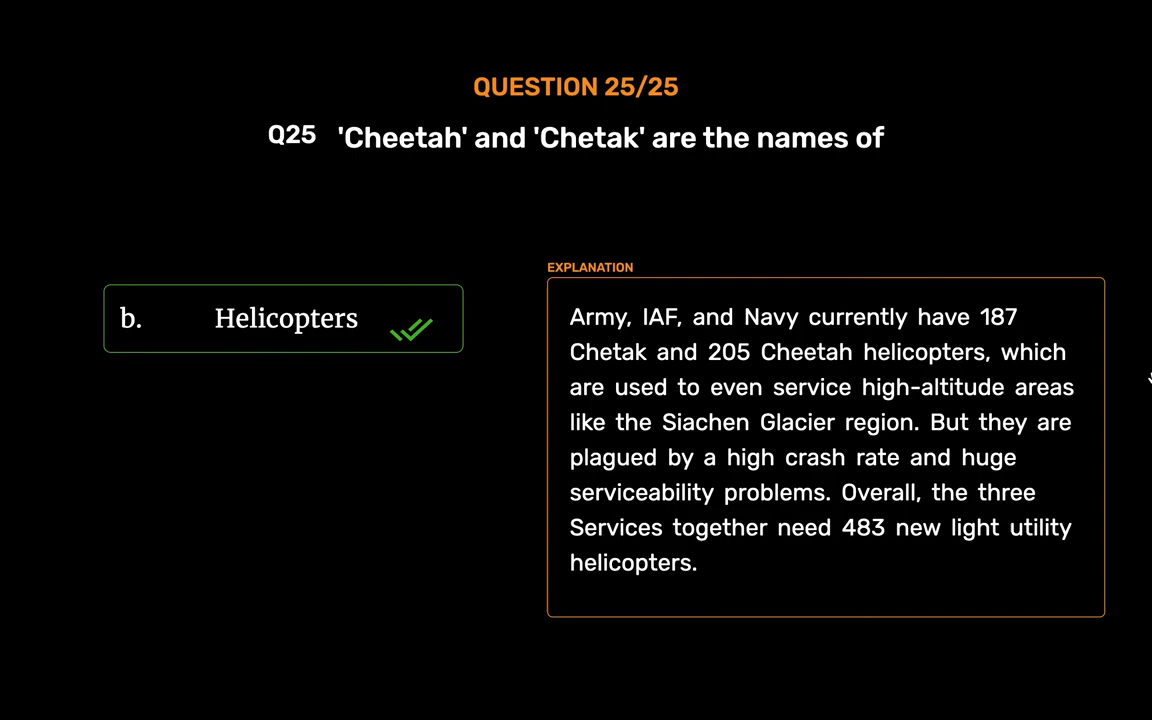 QUESTION 25/25
Q25 'Cheetah' and 'Chetak' are the names of
b. Helicopters
EXPLANATION
Army, IAF, and Navy currently have 187
Chetak and 205 Cheetah helicopters, which
are used to even service high-altitude areas
like the Siachen Glacier region. But they are
plagued by a high crash rate and huge
serviceability problems. Overall, the three
Services together need 483 new light utility
helicopters.